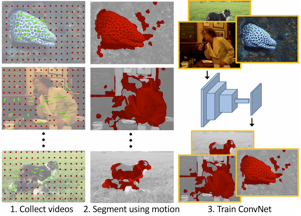 1. Collect videos
2. Segment using motion
3. Train ConvNet